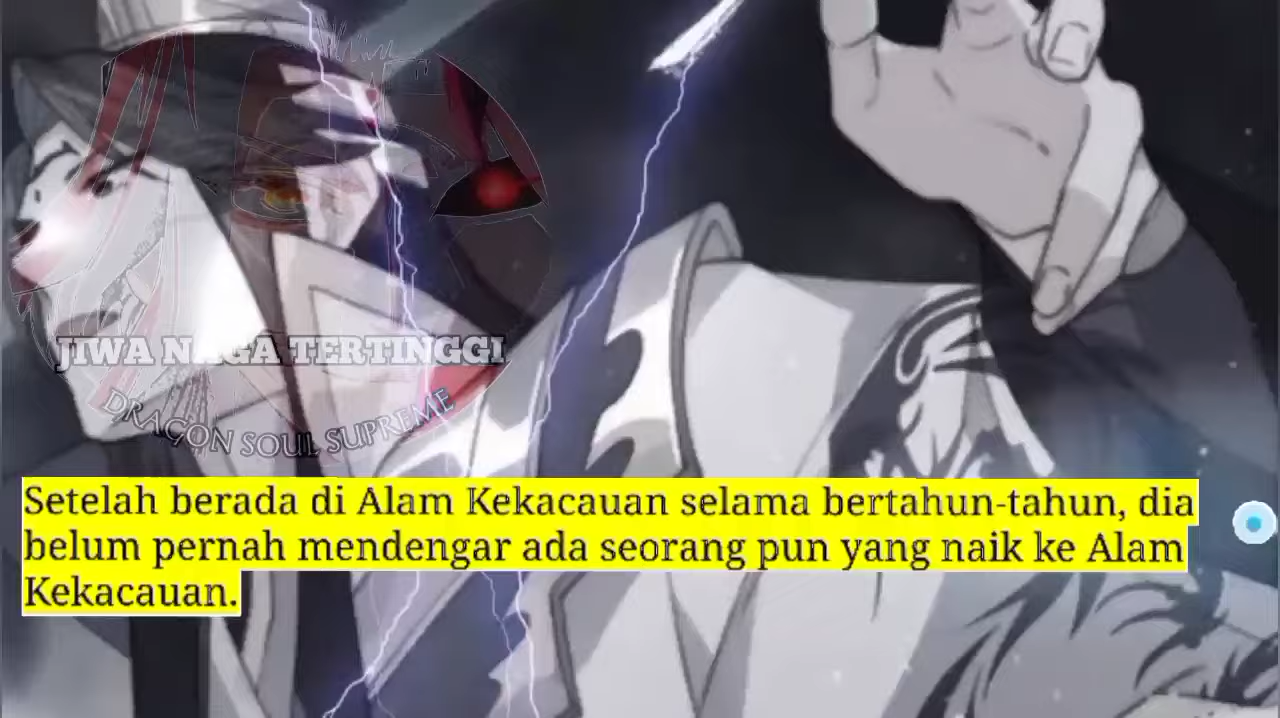 JIWA NAGA TERTINGGI
DRAGON SOUL SUPREME
Setelah berada di Alam Kekacauan selama bertahun-tahun, dia
belum pernah mendengar ada seorang pun yang naik ke Alam
Kekacauan.